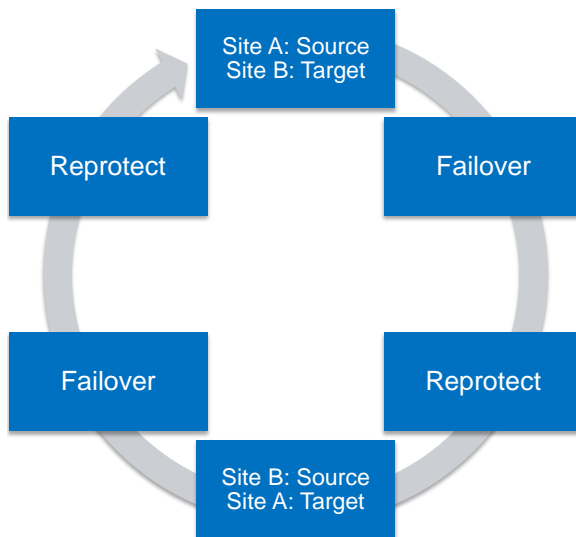 Site A: Source
Site B: Target
Reprotect
Failover
Failover
Reprotect
Site B: Source
Site A: Target